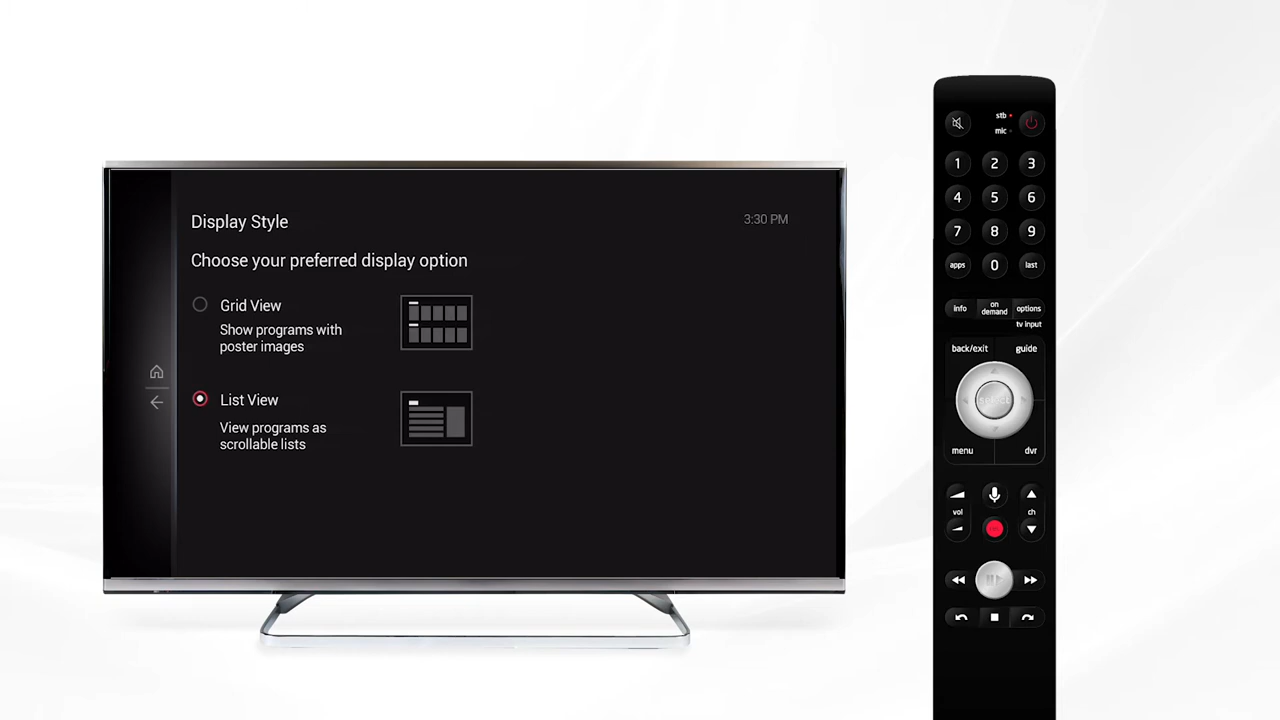 Display Style
3:30 PM
Choose your preferred display option
Grid View
Show programs with
poster images
List View
View programs as
scrollable lists
stb
mic
1 2 3
4 5 6
7 8 9
apps 0 last
info on demand options
tv input
back/exit guide
select
menu dvr
vol ch